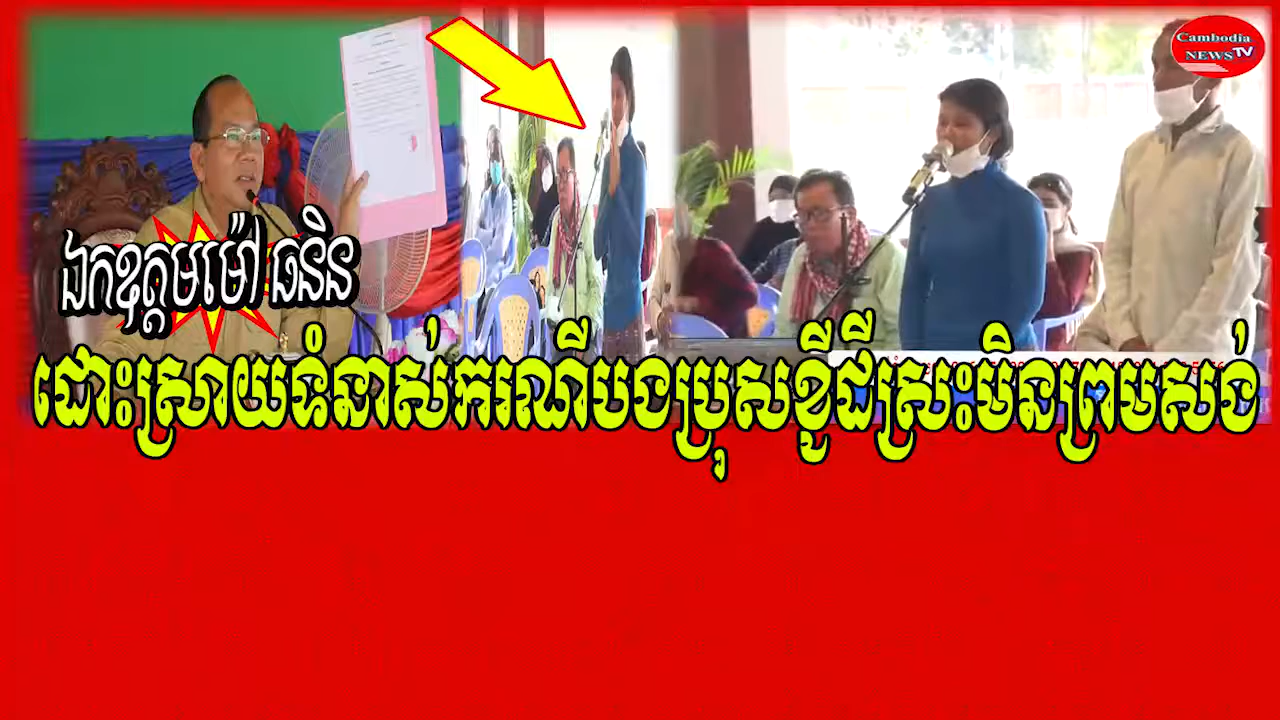 Cambodia
NEWS TV
ឯកឧត្តមម៉ៅ ធនិន
ដោះស្រាយទំនាស់ករណីបងប្រុសខ្ចីដីស្រះមិនព្រមសង់